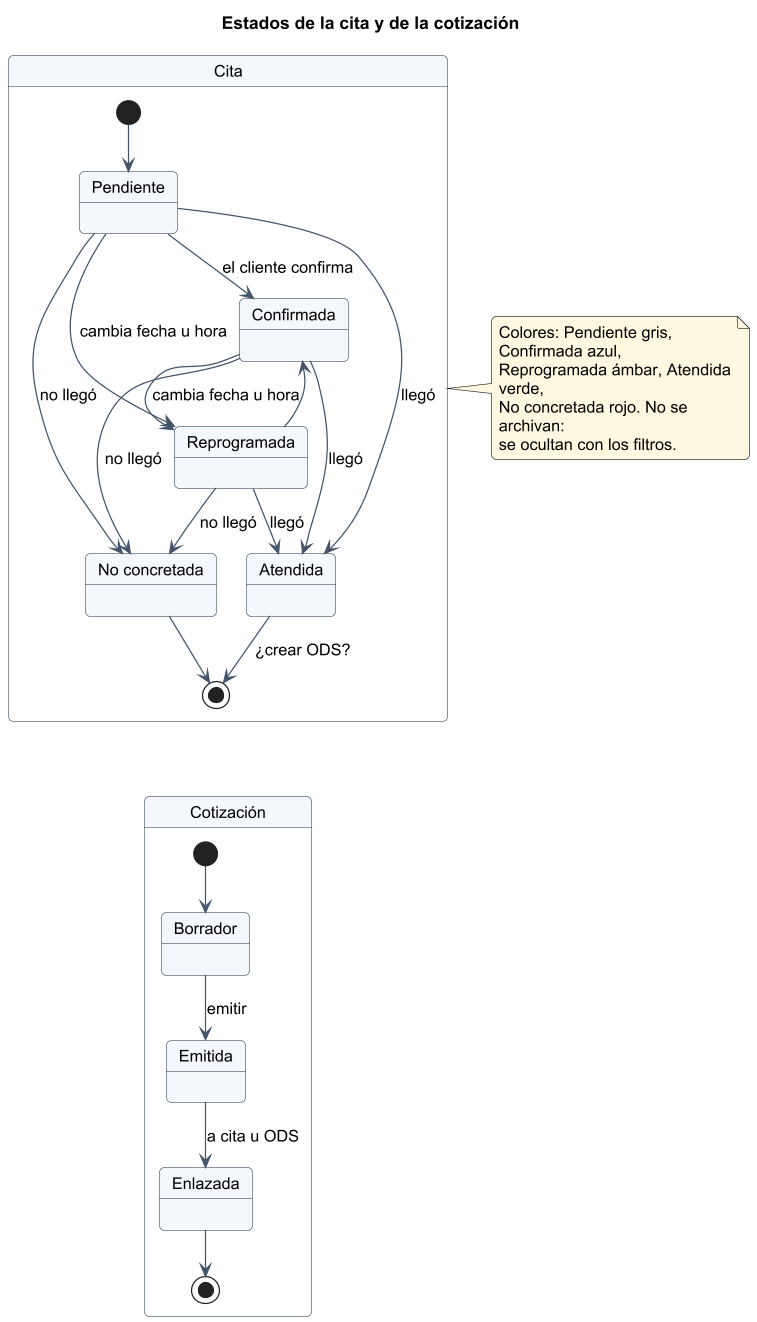 Estados de la cita y de la cotización
Cita
Pendiente
el cliente confirma
Confirmada
cambia fecha u hora
no llegó
cambia fecha u hora
llegó
Reprogramada
no llegó
llegó
no llegó
llegó
No concretada
Atendida
¿crear ODS?
Colores: Pendiente gris,
Confirmada azul,
Reprogramada ámbar, Atendida
verde,
No concretada rojo. No se
archivan:
se ocultan con los filtros.
Cotización
Borrador
emitir
Emitida
a cita u ODS
Enlazada